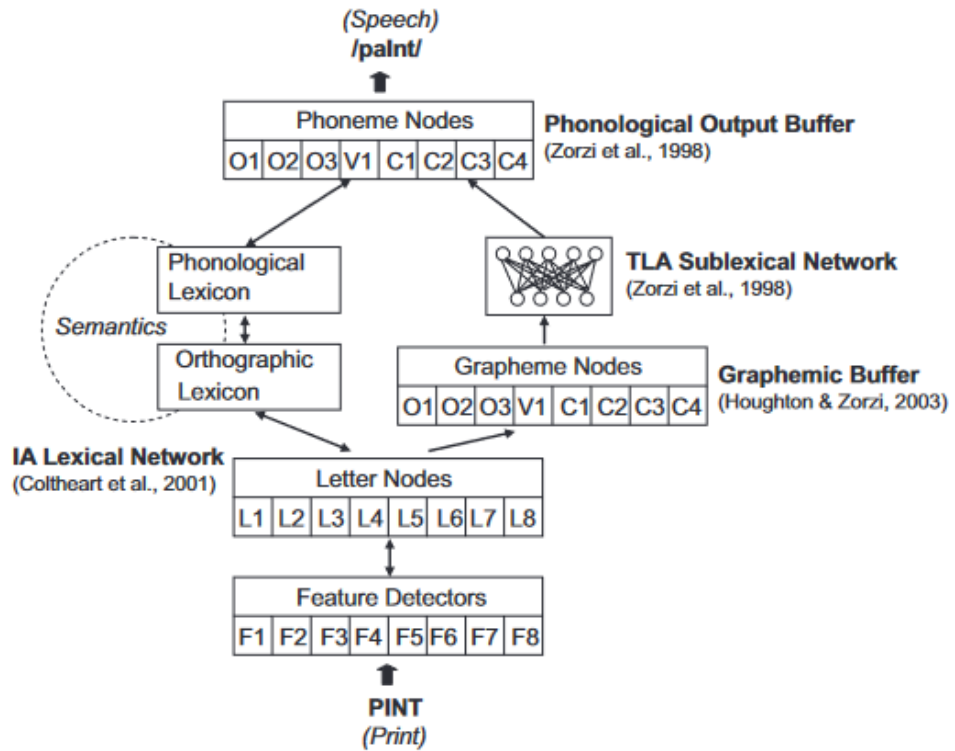 (Speech)
/paInt/
Phoneme Nodes
O1 O2 O3 V1 C1 C2 C3 C4
Phonological Output Buffer
(Zorzi et al., 1998)
Phonological
Lexicon
Semantics
Orthographic
Lexicon
TLA Sublexical Network
(Zorzi et al., 1998)
Grapheme Nodes
O1 O2 O3 V1 C1 C2 C3 C4
Graphemic Buffer
(Houghton & Zorzi, 2003)
IA Lexical Network
(Coltheart et al., 2001)
Letter Nodes
L1 L2 L3 L4 L5 L6 L7 L8
Feature Detectors
F1 F2 F3 F4 F5 F6 F7 F8
PINT
(Print)